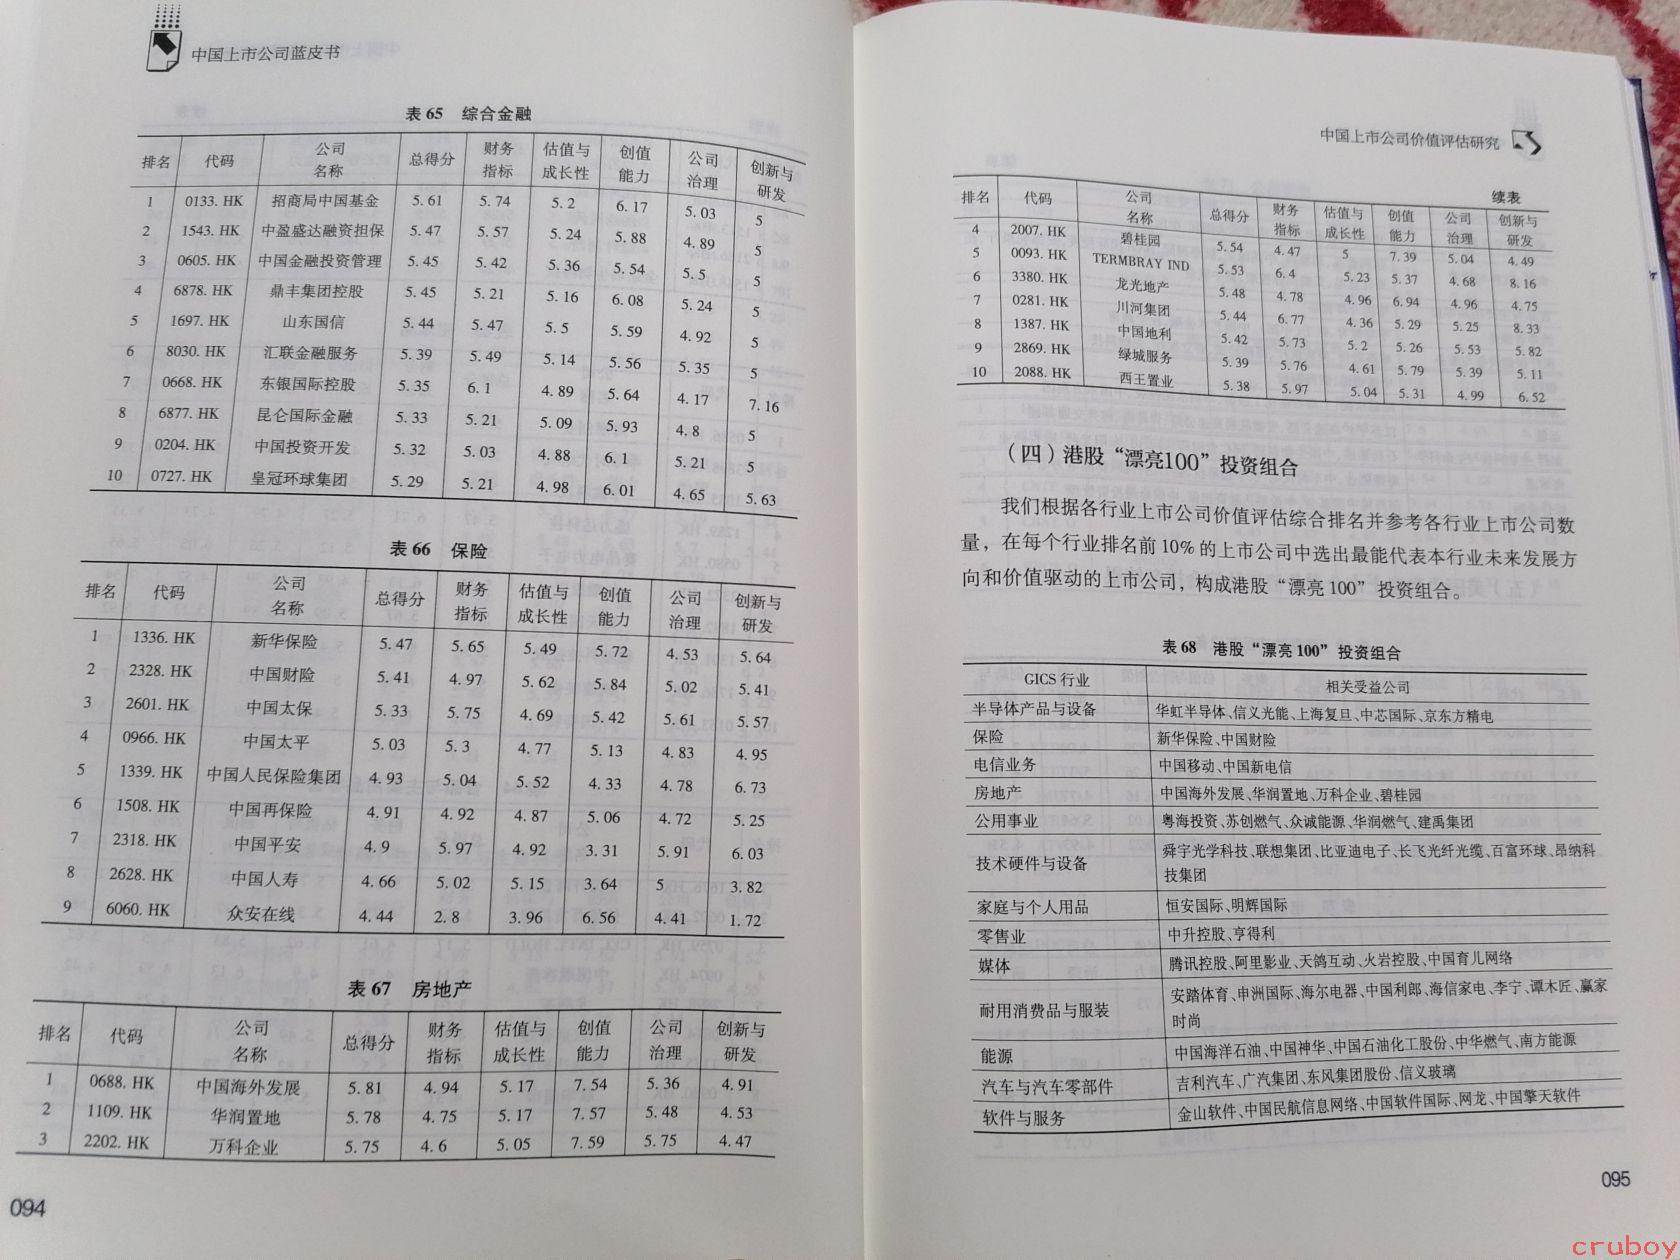 中国上市公司蓝皮书
表 65 综合金融
排名 代码 公司名称 总得分 财务指标 估值与成长性 创值能力 公司治理 创新与研发
1 0133. HK 招商局中国基金 5. 61 5. 74 5. 2 6. 17 5. 03 5
2 1543. HK 中盈盛达融资担保 5. 47 5. 57 5. 24 5. 88 4. 89 5
3 0605. HK 中国金融投资管理 5. 45 5. 42 5. 36 5. 54 5. 5 5
4 6878. HK 鼎丰集团控股 5. 45 5. 21 5. 16 6. 08 5. 24 5
5 1697. HK 山东国信 5. 44 5. 47 5. 5 5. 59 4. 92 5
6 8030. HK 汇联金融服务 5. 39 5. 49 5. 14 5. 56 5. 35 5
7 0668. HK 东银国际控股 5. 35 6. 1 4. 89 5. 64 4. 17 7. 16
8 6877. HK 昆仑国际金融 5. 33 5. 21 5. 09 5. 93 4. 8 5
9 0204. HK 中国投资开发 5. 32 5. 03 4. 88 6. 1 5. 21 5
10 0727. HK 皇冠环球集团 5. 29 5. 21 4. 98 6. 01 4. 65 5. 63
表 66 保险
排名 代码 公司名称 总得分 财务指标 估值与成长性 创值能力 公司治理 创新与研发
1 1336. HK 新华保险 5. 47 5. 65 5. 49 5. 72 4. 53 5. 64
2 2328. HK 中国财险 5. 41 4. 97 5. 62 5. 84 5. 02 5. 41
3 2601. HK 中国太保 5. 33 5. 75 4. 69 5. 42 5. 61 5. 57
4 0966. HK 中国太平 5. 03 5. 3 4. 77 5. 13 4. 83 4. 95
5 1339. HK 中国人民保险集团 4. 93 5. 04 5. 52 4. 33 4. 78 6. 73
6 1508. HK 中国再保险 4. 91 4. 92 4. 87 5. 06 4. 72 5. 25
7 2318. HK 中国平安 4. 9 5. 97 4. 92 3. 31 5. 91 6. 03
8 2628. HK 中国人寿 4. 66 5. 02 5. 15 3. 64 5 3. 82
9 6060. HK 众安在线 4. 44 2. 8 3. 96 6. 56 4. 41 1. 72
表 67 房地产
排名 代码 公司名称 总得分 财务指标 估值与成长性 创值能力 公司治理 创新与研发
1 0688. HK 中国海外发展 5. 81 4. 94 5. 17 7. 54 5. 36 4. 91
2 1109. HK 华润置地 5. 78 4. 75 5. 17 7. 57 5. 48 4. 53
3 2202. HK 万科企业 5. 75 4. 6 5. 05 7. 59 5. 75 4. 47
094
中国上市公司价值评估研究
续表
排名 代码 公司名称 总得分 财务指标 估值与成长性 创值能力 公司治理 创新与研发
4 2007. HK 碧桂园 5. 54 4. 47 5 7. 39 5. 04 4. 49
5 0093. HK TERMBRAY IND 5. 53 6. 4 5. 23 5. 37 4. 68 8. 16
6 3380. HK 龙光地产 5. 48 4. 78 4. 96 6. 94 4. 96 4. 75
7 0281. HK 川河集团 5. 44 6. 77 4. 36 5. 29 5. 25 8. 33
8 1387. HK 中国地利 5. 42 5. 73 5. 2 5. 26 5. 53 5. 82
9 2869. HK 绿城服务 5. 39 5. 76 4. 61 5. 79 5. 39 5. 11
10 2088. HK 西王置业 5. 38 5. 97 5. 04 5. 31 4. 99 6. 52
（四）港股“漂亮100”投资组合
我们根据各行业上市公司价值评估综合排名并参考各行业上市公司数
量，在每个行业排名前 10% 的上市公司中选出最能代表本行业未来发展方
向和价值驱动的上市公司，构成港股“漂亮 100”投资组合。
表 68 港股“漂亮 100”投资组合
GICS 行业 相关受益公司
半导体产品与设备 华虹半导体、信义光能、上海复旦、中芯国际、京东方精电
保险 新华保险、中国财险
电信业务 中国移动、中国新电信
房地产 中国海外发展、华润置地、万科企业、碧桂园
公用事业 粤海投资、苏创燃气、众诚能源、华润燃气、建禹集团
技术硬件与设备 舜宇光学科技、联想集团、比亚迪电子、长飞光纤光缆、百富环球、昂纳科
技集团
家庭与个人用品 恒安国际、明辉国际
零售业 中升控股、亨得利
媒体 腾讯控股、阿里影业、天鸽互动、火岩控股、中国育儿网络
耐用消费品与服装 安踏体育、申洲国际、海尔电器、中国利郎、海信家电、李宁、谭木匠、赢家
时尚
能源 中国海洋石油、中国神华、中国石油化工股份、中华燃气、南方能源
汽车与汽车零部件 吉利汽车、广汽集团、东风集团股份、信义玻璃
软件与服务 金山软件、中国民航信息网络、中国软件国际、网龙、中国擎天软件
095
cruboy